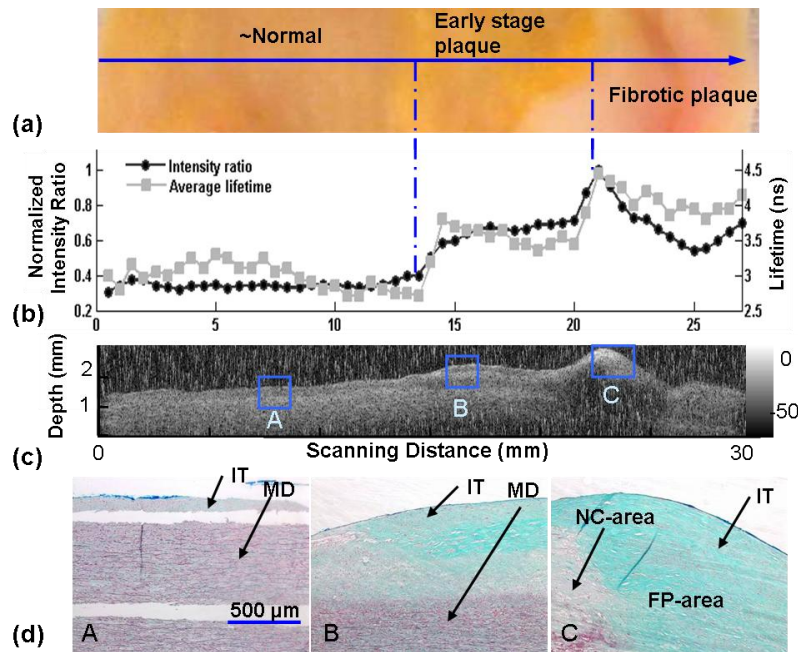 ~Normal
Early stage
plaque
Fibrotic plaque
(a)
Normalized
Intensity Ratio
1
0.8
0.6
0.4
0.2
Intensity ratio
Average lifetime
4.5
4
3.5
3
2.5
Lifetime (ns)
0 5 10 15 20 25
(b)
Depth (mm)
2
1
A
B
C
0
-50
0 Scanning Distance (mm) 30
(c)
IT
MD
500 µm
A
IT
MD
B
NC-area
IT
FP-area
C
(d)